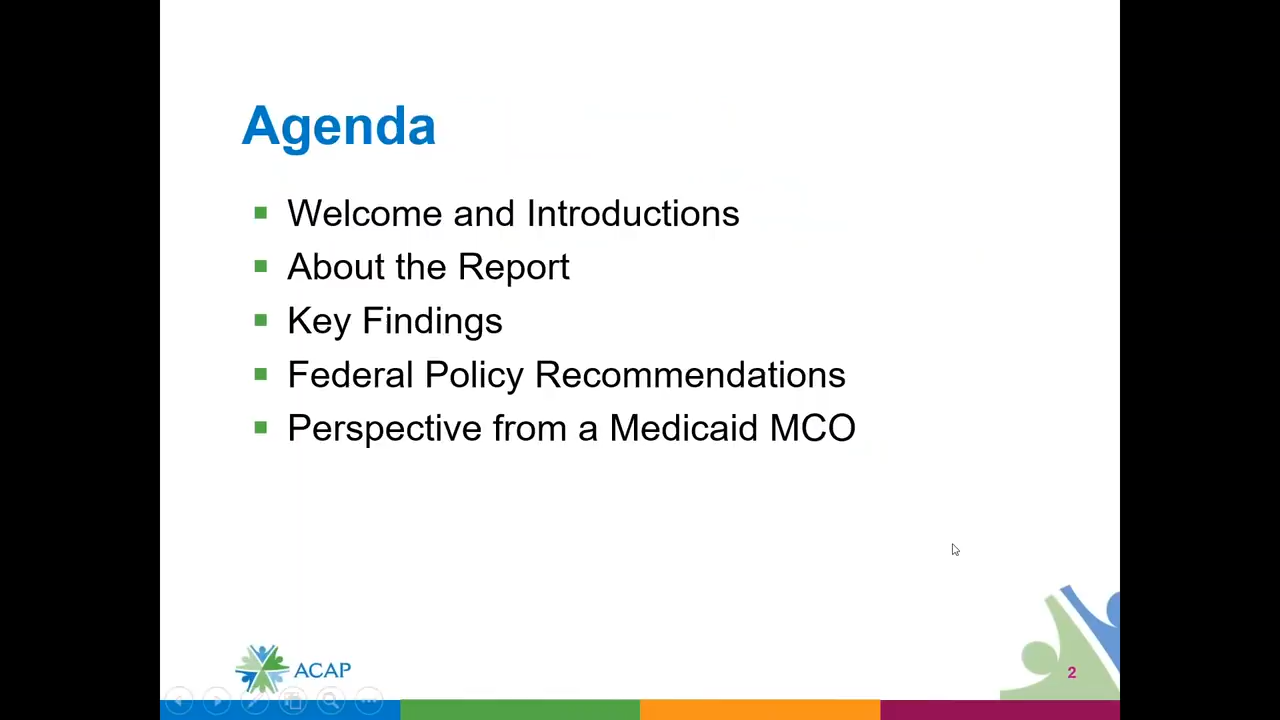 Agenda
Welcome and Introductions
About the Report
Key Findings
Federal Policy Recommendations
Perspective from a Medicaid MCO
ACAP
2